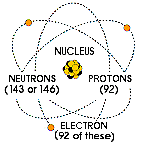 NUCLEUS
NEUTRONS
(143 or 146)
PROTONS
(92)
ELECTRON
(92 of these)